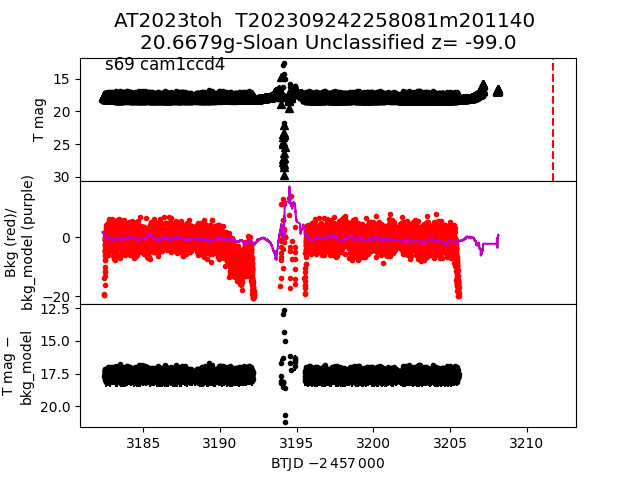 AT2023toh  T202309242258081m201140
20.6679g-Sloan Unclassified z= -99.0
s69 cam1ccd4
T mag
15
20
25
30
Bkg (red)/
bkg_model (purple)
0
−20
T mag −
bkg_model
12.5
15.0
17.5
20.0
3185 3190 3195 3200 3205 3210
BTJD −2 457 000